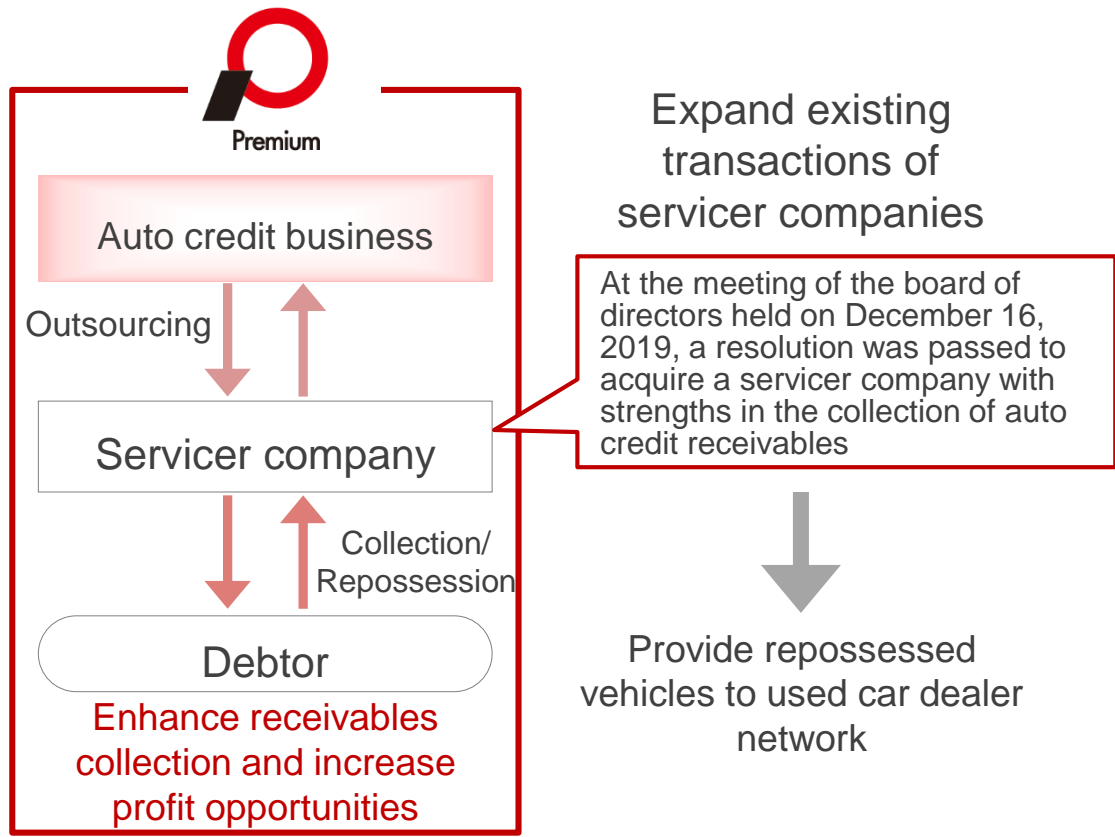 Premium
Auto credit business
Outsourcing
Servicer company
Collection/
Repossession
Debtor
Enhance receivables
collection and increase
profit opportunities
Expand existing
transactions of
servicer companies
At the meeting of the board of
directors held on December 16,
2019, a resolution was passed to
acquire a servicer company with
strengths in the collection of auto
credit receivables
Provide repossessed
vehicles to used car dealer
network